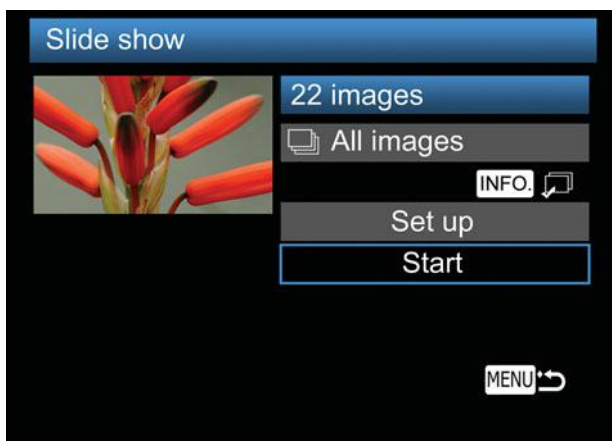 Slide show
22 images
All images
INFO.
Set up
Start
MENU